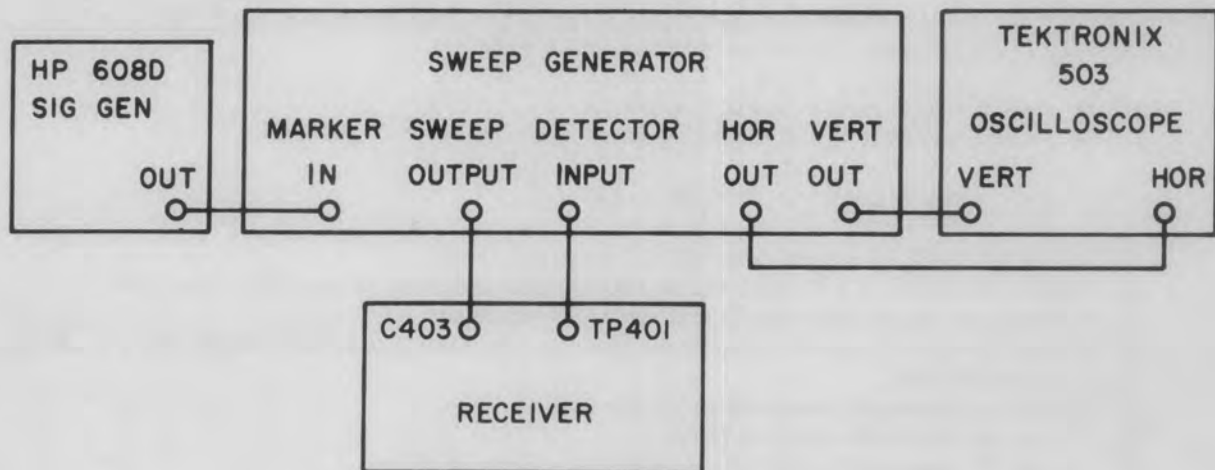 HP 608D
SIG GEN
OUT
SWEEP GENERATOR
MARKER IN
SWEEP OUTPUT
DETECTOR INPUT
HOR OUT
VERT OUT
TEKTRONIX
503
OSCILLOSCOPE
VERT
HOR
C403
TP401
RECEIVER